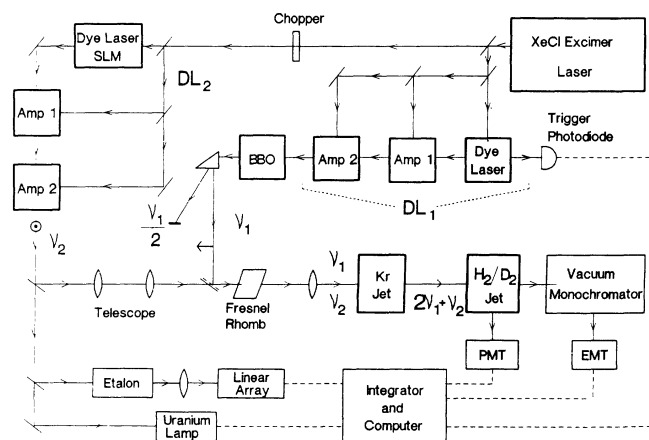 Chopper
XeCl Excimer
Laser
Dye Laser
SLM
DL2
Amp 1
Trigger
Photodiode
Amp 2
BBO
Amp 2
Amp 1
Dye
Laser
DL1
ν1/2
ν1
ν2
ν1
ν2
Telescope
Fresnel
Rhomb
Kr
Jet
2ν1+ν2
H2/D2
Jet
Vacuum
Monochromator
PMT
EMT
Etalon
Linear
Array
Integrator
and
Computer
Uranium
Lamp